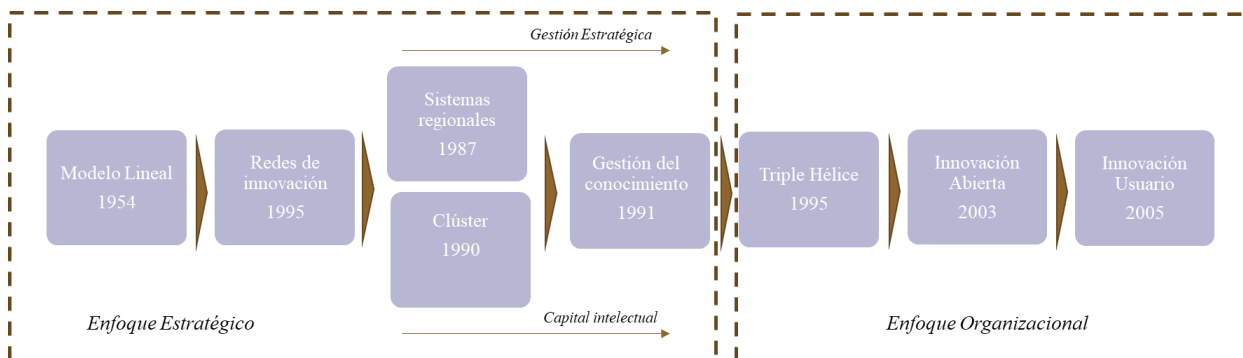 Gestión Estratégica
Modelo Lineal
1954
Redes de
innovación
1995
Sistemas
regionales
1987
Clúster
1990
Gestión del
conocimiento
1991
Triple Hélice
1995
Innovación
Abierta
2003
Innovación
Usuario
2005
Enfoque Estratégico
Capital intelectual
Enfoque Organizacional